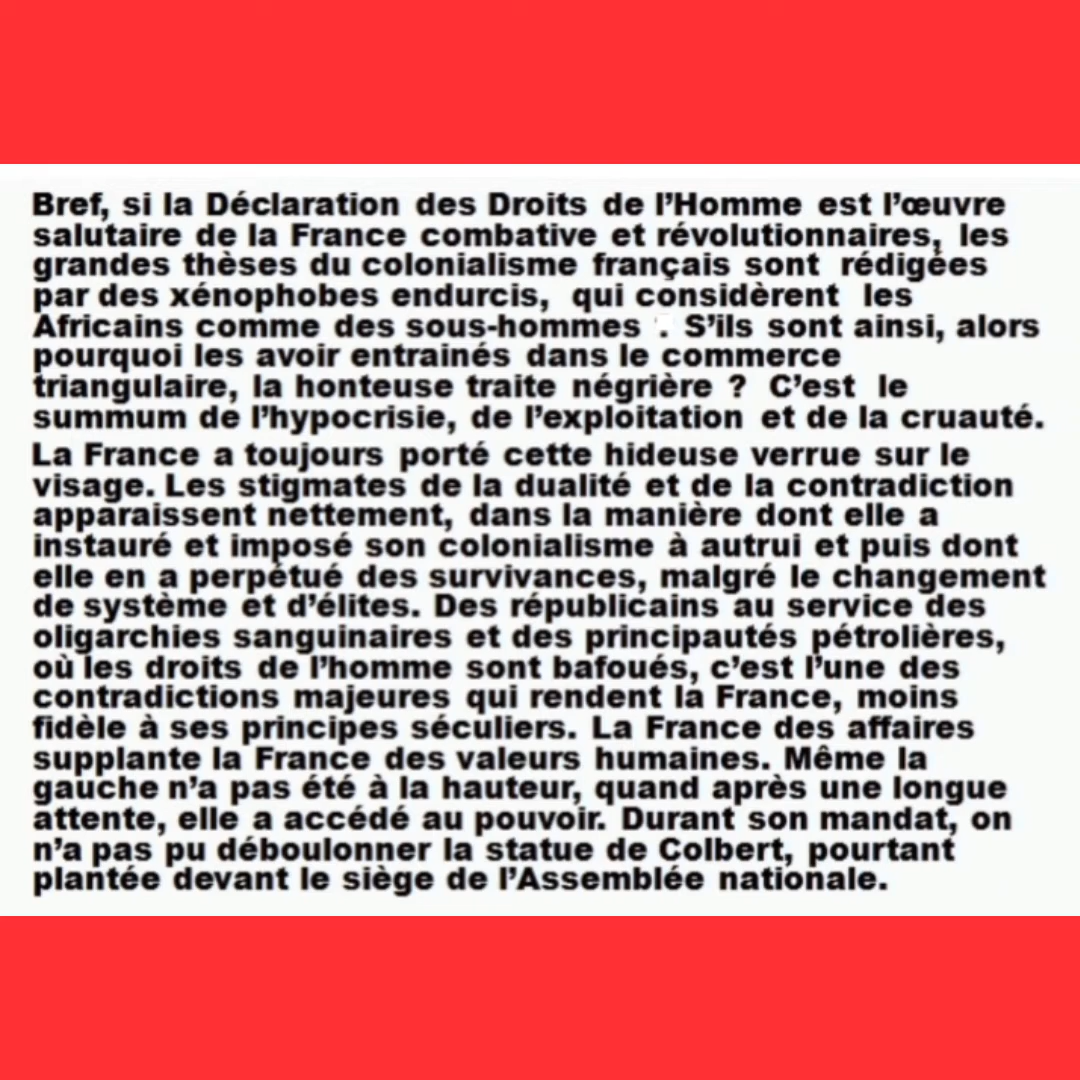 Bref, si la Déclaration des Droits de l’Homme est l’œuvre
salutaire de la France combative et révolutionnaires, les
grandes thèses du colonialisme français sont rédigées
par des xénophobes endurcis, qui considèrent les
Africains comme des sous-hommes . S’ils sont ainsi, alors
pourquoi les avoir entrainés dans le commerce
triangulaire, la honteuse traite négrière ? C’est le
summum de l’hypocrisie, de l’exploitation et de la cruauté.
La France a toujours porté cette hideuse verrue sur le
visage. Les stigmates de la dualité et de la contradiction
apparaissent nettement, dans la manière dont elle a
instauré et imposé son colonialisme à autrui et puis dont
elle en a perpétué des survivances, malgré le changement
de système et d’élites. Des républicains au service des
oligarchies sanguinaires et des principautés pétrolières,
où les droits de l’homme sont bafoués, c’est l’une des
contradictions majeures qui rendent la France, moins
fidèle à ses principes séculiers. La France des affaires
supplante la France des valeurs humaines. Même la
gauche n’a pas été à la hauteur, quand après une longue
attente, elle a accédé au pouvoir. Durant son mandat, on
n’a pas pu déboulonner la statue de Colbert, pourtant
plantée devant le siège de l’Assemblée nationale.